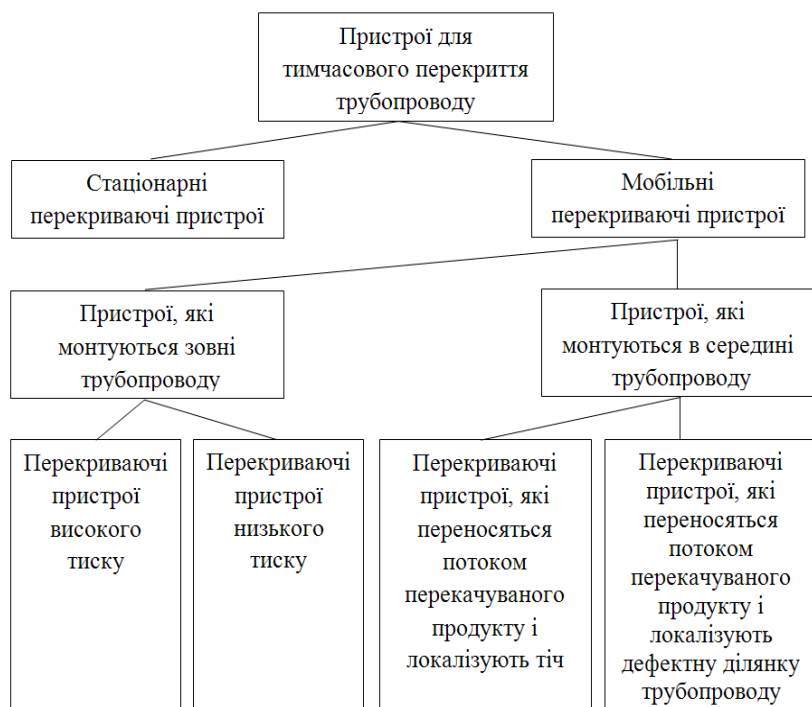 Пристрої для
тимчасового перекриття
трубопроводу
Стаціонарні
перекриваючі пристрої
Мобільні
перекриваючі пристрої
Пристрої, які
монтуються зовні
трубопроводу
Пристрої, які
монтуються в середині
трубопроводу
Перекриваючі
пристрої
високого
тиску
Перекриваючі
пристрої
низького
тиску
Перекриваючі
пристрої, які
переносяться
потоком
перекачуваного
продукту і
локалізують тіч
Перекриваючі
пристрої, які
переносяться
потоком
перекачуваного
продукту і
локалізують
дефектну ділянку
трубопроводу